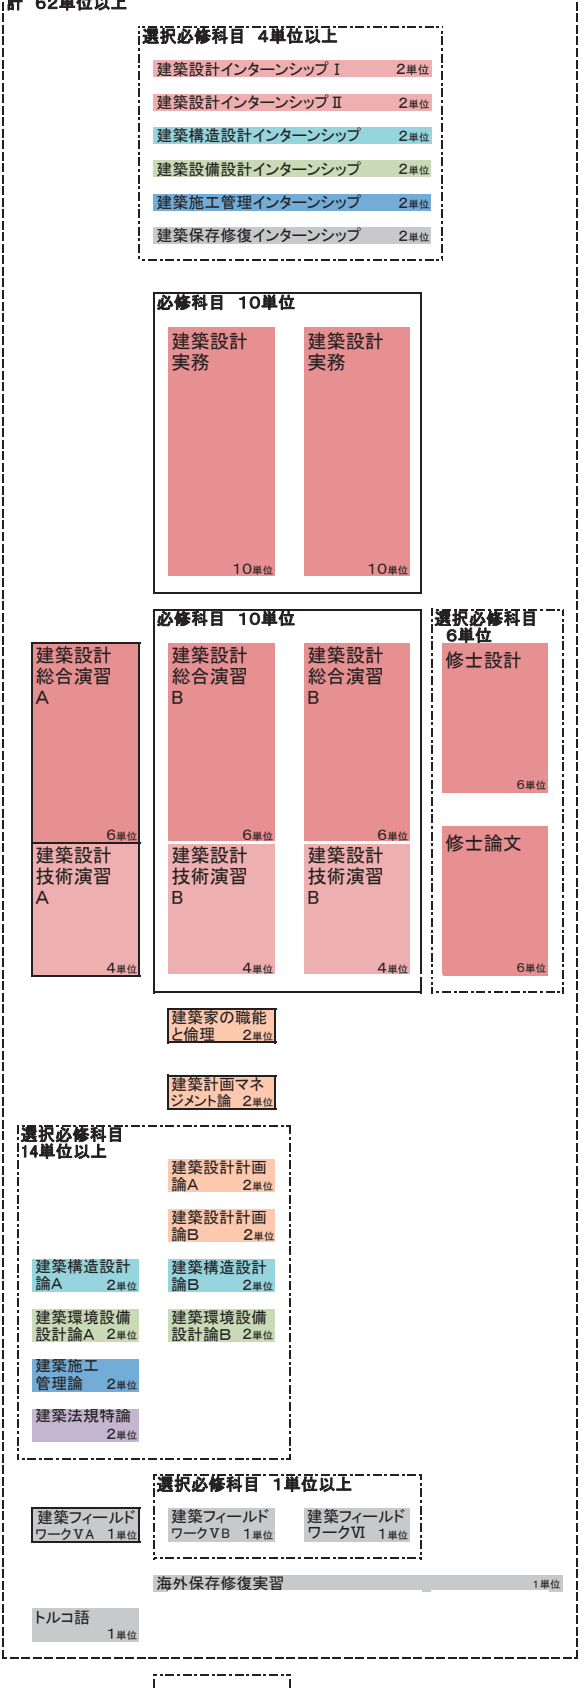 計 62単位以上
選択必修科目 4単位以上
建築設計インターンシップⅠ 2単位
建築設計インターンシップⅡ 2単位
建築構造設計インターンシップ 2単位
建築設備設計インターンシップ 2単位
建築施工管理インターンシップ 2単位
建築保存修復インターンシップ 2単位
必修科目 10単位
建築設計
実務
10単位
建築設計
実務
10単位
必修科目 10単位
選択必修科目
6単位
建築設計
総合演習
A
6単位
建築設計
総合演習
B
6単位
建築設計
総合演習
B
6単位
修士設計
6単位
建築設計
技術演習
A
4単位
建築設計
技術演習
B
4単位
建築設計
技術演習
B
4単位
修士論文
6単位
建築家の職能
と倫理 2単位
建築計画マネ
ジメント論 2単位
選択必修科目
14単位以上
建築設計計画
論A 2単位
建築設計計画
論B 2単位
建築構造設計
論A 2単位
建築構造設計
論B 2単位
建築環境設備
設計論A 2単位
建築環境設備
設計論B 2単位
建築施工
管理論 2単位
建築法規特論
2単位
選択必修科目 1単位以上
建築フィールド
ワークⅤA 1単位
建築フィールド
ワークⅤB 1単位
建築フィールド
ワークⅥ 1単位
海外保存修復実習 1単位
トルコ語
1単位